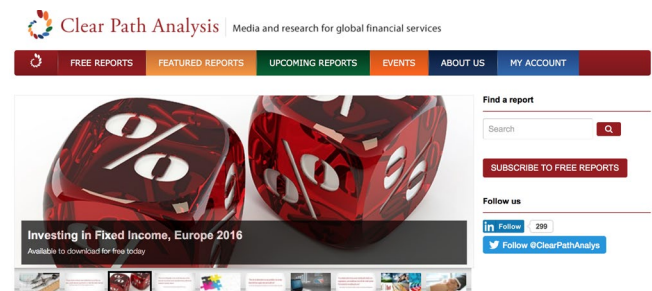 Clear Path Analysis
Media and research for global financial services
FREE REPORTS
FEATURED REPORTS
UPCOMING REPORTS
EVENTS
ABOUT US
MY ACCOUNT
Investing in Fixed Income, Europe 2016
Available to download for free today
Find a report
Search
SUBSCRIBE TO FREE REPORTS
Follow us
in Follow 299
Follow @ClearPathAnalys